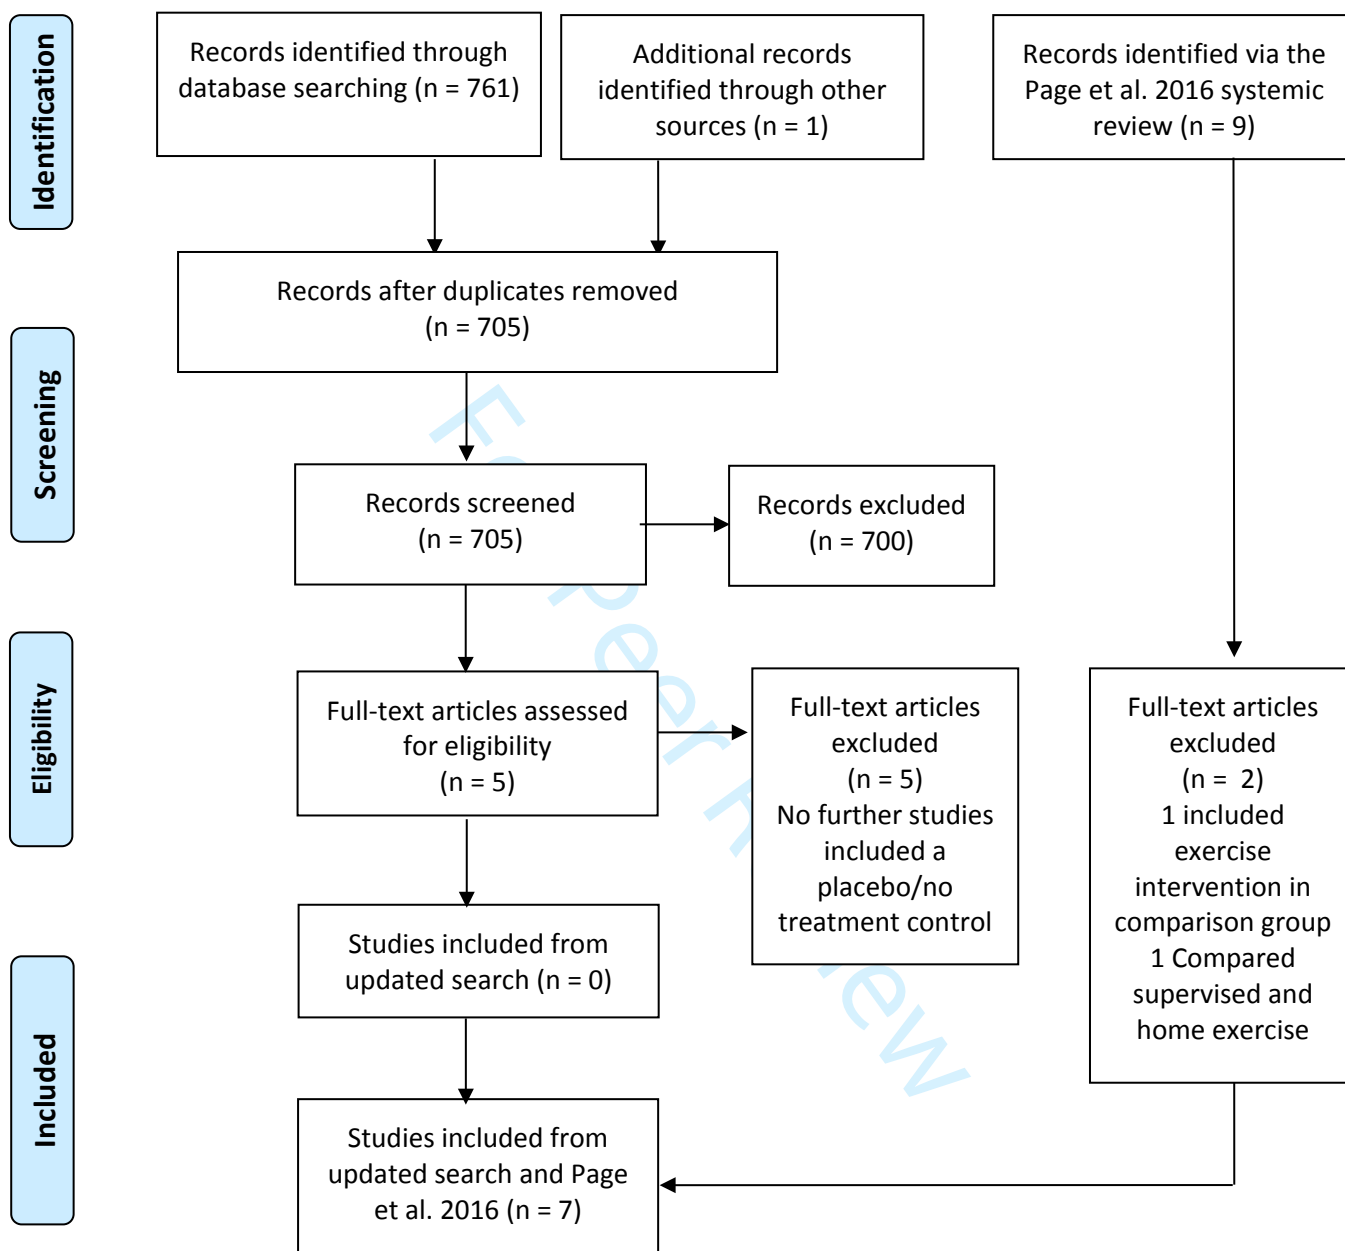 Identification
Records identified through
database searching (n = 761)
Additional records
identified through other
sources (n = 1)
Records identified via the
Page et al. 2016 systemic
review (n = 9)
Records after duplicates removed
(n = 705)
Screening
Records screened
(n = 705)
Records excluded
(n = 700)
Eligibility
Full-text articles assessed
for eligibility
(n = 5)
Full-text articles
excluded
(n = 5)
No further studies
included a
placebo/no
treatment control
Full-text articles
excluded
(n = 2)
1 included
exercise
intervention in
comparison group
1 Compared
supervised and
home exercise
Included
Studies included from
updated search (n = 0)
Studies included from
updated search and Page
et al. 2016 (n = 7)
For Peer Review